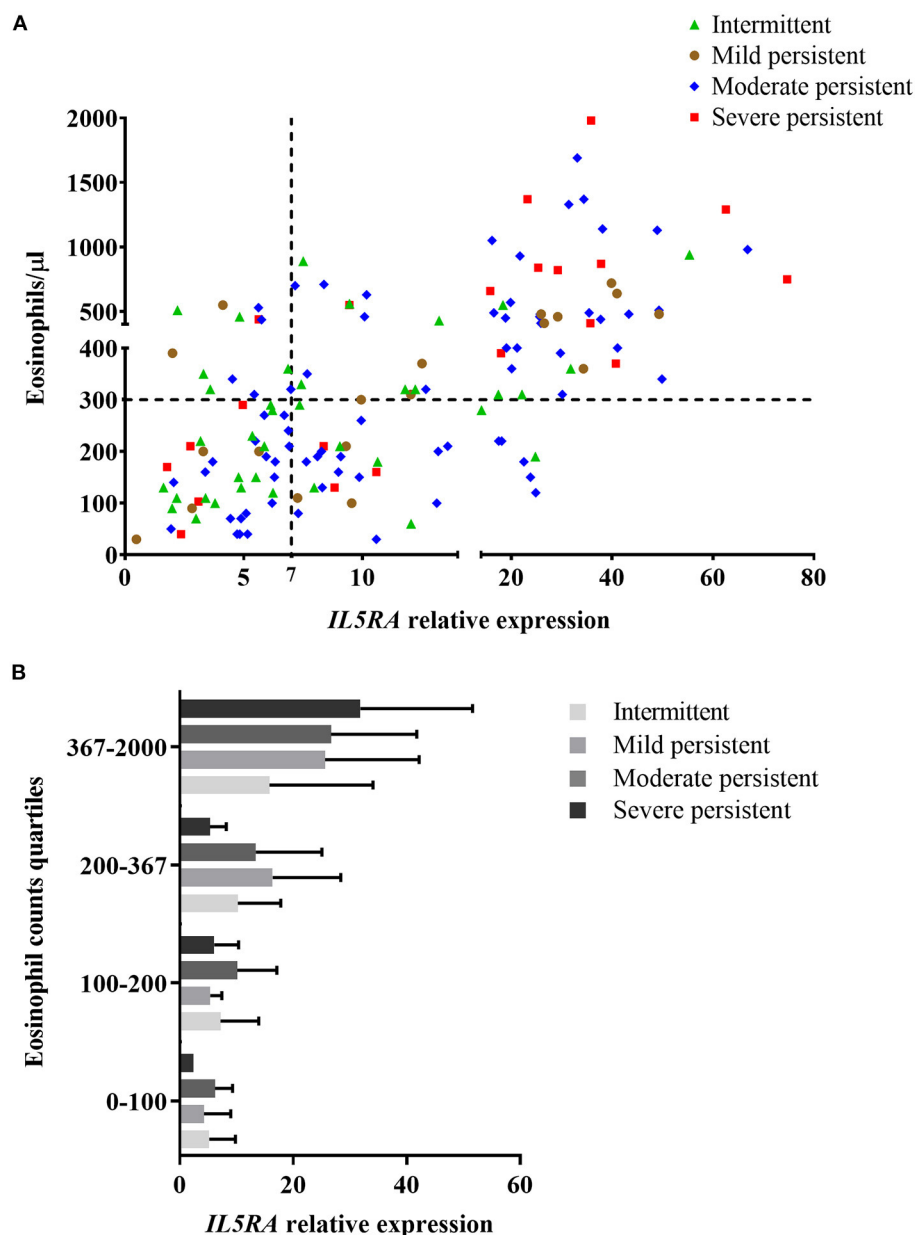 A
Intermittent
Mild persistent
Moderate persistent
Severe persistent
Eosinophils/µl
2000
1500
1000
500
400
300
200
100
0
0 5 7 10 20 40 60 80
IL5RA relative expression
B
Intermittent
Mild persistent
Moderate persistent
Severe persistent
Eosinophil counts quartiles
367-2000
200-367
100-200
0-100
0 20 40 60
IL5RA relative expression